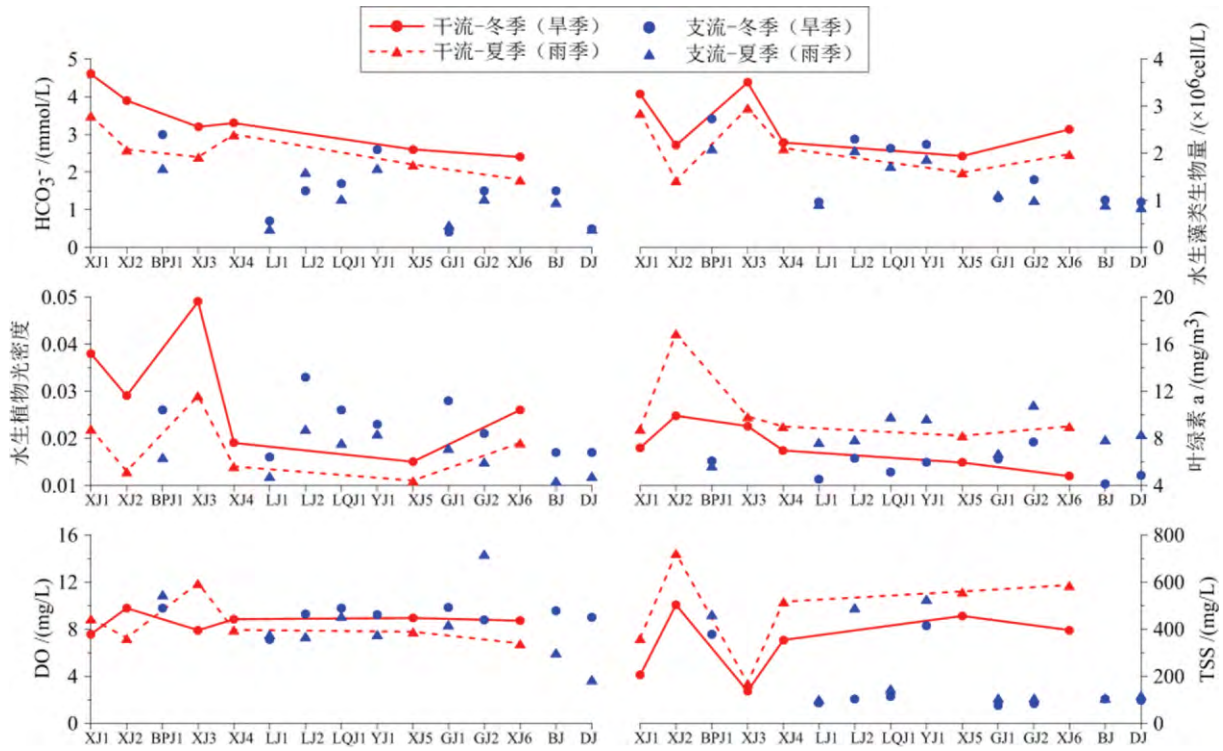 干流-冬季（旱季） 支流-冬季（旱季）
干流-夏季（雨季） 支流-夏季（雨季）
HCO₃⁻ /(mmol/L)
5
4
3
2
1
0
XJ1 XJ2 BPJ1 XJ3 XJ4 LJ1 LJ2 LQJ1 YJ1 XJ5 GJ1 GJ2 XJ6 BJ DJ
水生藻类生物量 /(×10⁶cell/L)
4
3
2
1
0
XJ1 XJ2 BPJ1 XJ3 XJ4 LJ1 LJ2 LQJ1 YJ1 XJ5 GJ1 GJ2 XJ6 BJ DJ
水生植物光密度
0.05
0.04
0.03
0.02
0.01
XJ1 XJ2 BPJ1 XJ3 XJ4 LJ1 LJ2 LQJ1 YJ1 XJ5 GJ1 GJ2 XJ6 BJ DJ
叶绿素 a /(mg/m³)
20
16
12
8
4
XJ1 XJ2 BPJ1 XJ3 XJ4 LJ1 LJ2 LQJ1 YJ1 XJ5 GJ1 GJ2 XJ6 BJ DJ
DO /(mg/L)
16
12
8
4
0
XJ1 XJ2 BPJ1 XJ3 XJ4 LJ1 LJ2 LQJ1 YJ1 XJ5 GJ1 GJ2 XJ6 BJ DJ
TSS /(mg/L)
800
600
400
200
0
XJ1 XJ2 BPJ1 XJ3 XJ4 LJ1 LJ2 LQJ1 YJ1 XJ5 GJ1 GJ2 XJ6 BJ DJ